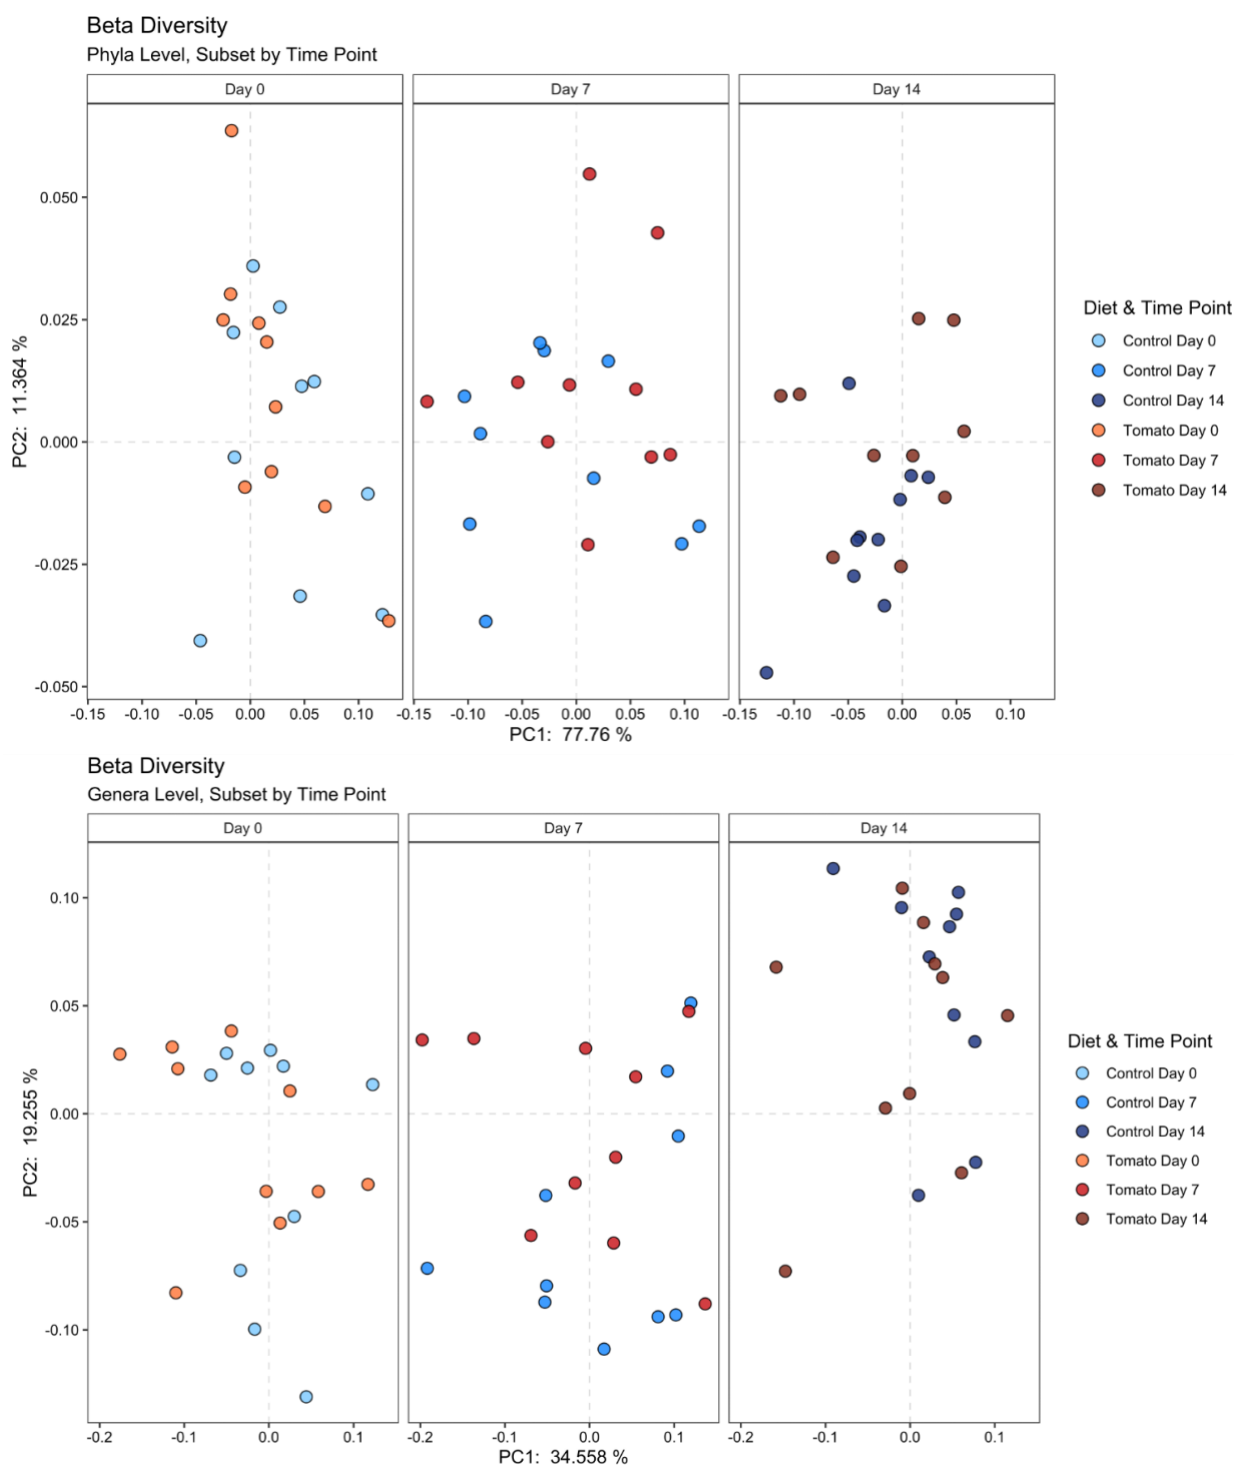 Beta Diversity
Phyla Level, Subset by Time Point
Day 0 Day 7 Day 14
PC2: 11.364 %
0.050
0.025
0.000
-0.025
-0.050
-0.15 -0.10 -0.05 0.00 0.05 0.10 -0.15 -0.10 -0.05 0.00 0.05 0.10 -0.15 -0.10 -0.05 0.00 0.05 0.10
PC1: 77.76 %
Diet & Time Point
Control Day 0
Control Day 7
Control Day 14
Tomato Day 0
Tomato Day 7
Tomato Day 14
Beta Diversity
Genera Level, Subset by Time Point
Day 0 Day 7 Day 14
PC2: 19.255 %
0.10
0.05
0.00
-0.05
-0.10
-0.2 -0.1 0.0 0.1 -0.2 -0.1 0.0 0.1 -0.2 -0.1 0.0 0.1
PC1: 34.558 %
Diet & Time Point
Control Day 0
Control Day 7
Control Day 14
Tomato Day 0
Tomato Day 7
Tomato Day 14